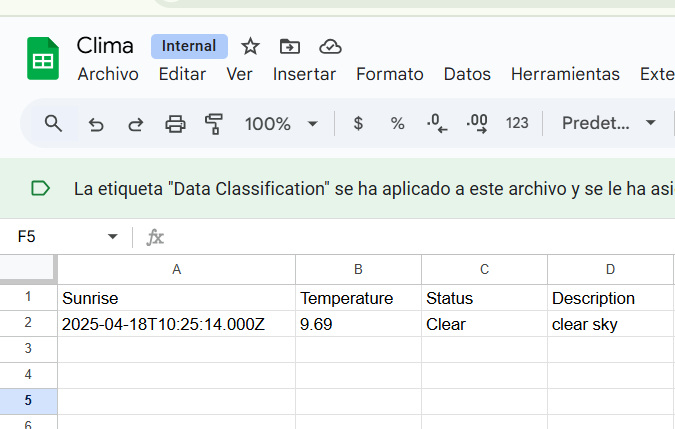 Clima Internal
Archivo Editar Ver Insertar Formato Datos Herramientas Exte
100% $ % .0 .00 123 Predet...
La etiqueta "Data Classification" se ha aplicado a este archivo y se le ha asi
F5 fx
A B C D
1 Sunrise Temperature Status Description
2 2025-04-18T10:25:14.000Z 9.69 Clear clear sky
3
4
5
6